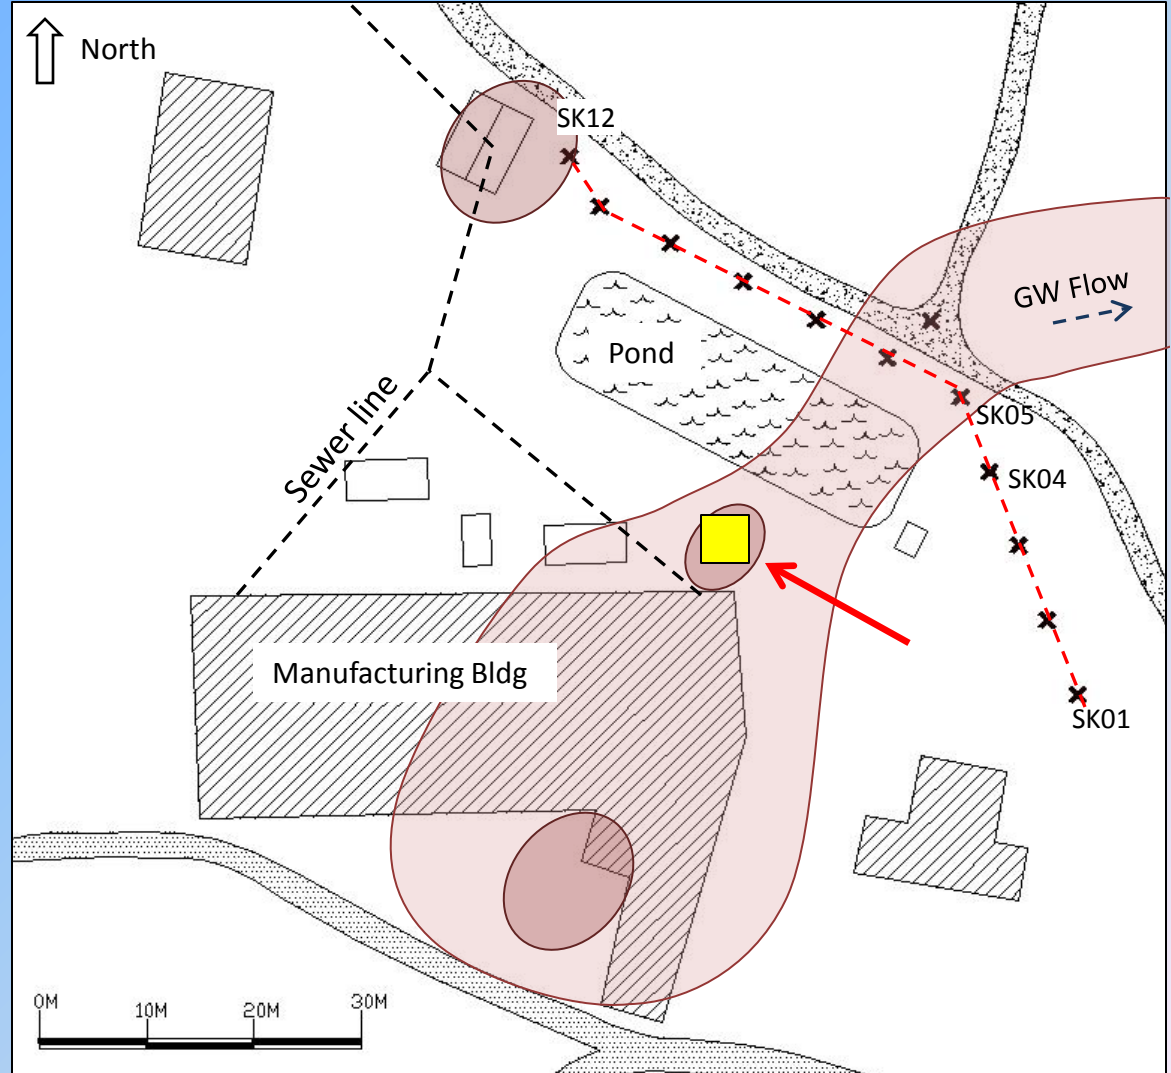 North
SK12
GW Flow
Pond
SK05
Sewer line
SK04
Manufacturing Bldg
SK01
0M
10M
20M
30M